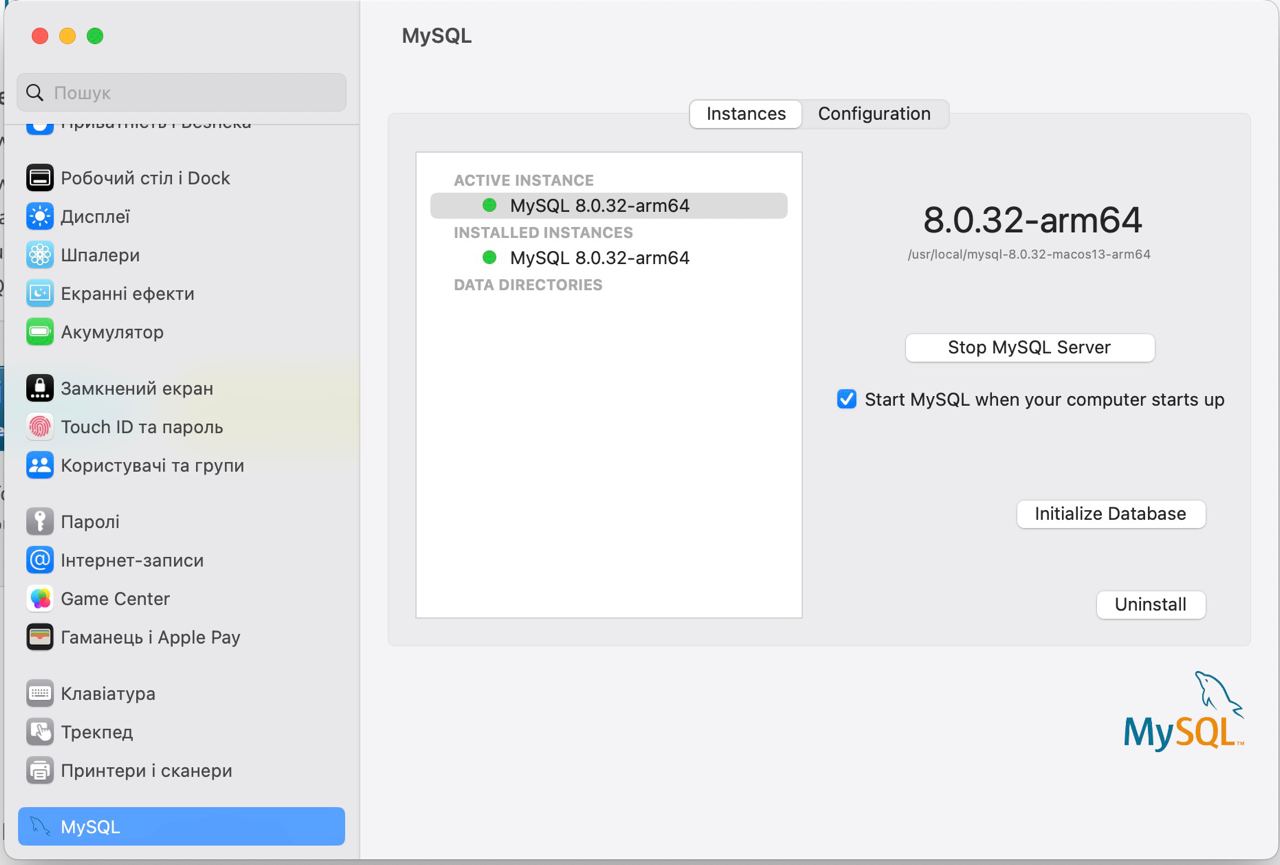 MySQL
Пошук
Приватність і Безпека
Робочий стіл і Dock
Дисплеї
Шпалери
Екранні ефекти
Акумулятор
Замкнений екран
Touch ID та пароль
Користувачі та групи
Паролі
Інтернет-записи
Game Center
Гаманець і Apple Pay
Клавіатура
Трекпед
Принтери і сканери
MySQL
Instances
Configuration
ACTIVE INSTANCE
MySQL 8.0.32-arm64
INSTALLED INSTANCES
MySQL 8.0.32-arm64
DATA DIRECTORIES
8.0.32-arm64
/usr/local/mysql-8.0.32-macos13-arm64
Stop MySQL Server
Start MySQL when your computer starts up
Initialize Database
Uninstall
MySQL™